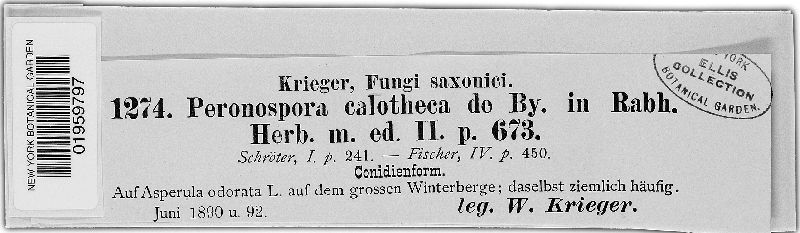 NEW YORK BOTANICAL GARDEN
01959797
YORK
ELLIS
COLLECTION
BOTANICAL GARDEN.
Krieger, Fungi saxonici.
1274. Peronospora calotheca de By. in Rabh.
Herb. m. ed. II. p. 673.
Schröter, I. p. 241. — Fischer, IV. p. 450.
Conidienform.
Auf Asperula odorata L. auf dem grossen Winterberge; daselbst ziemlich häufig.
Juni 1890 u. 92.
leg. W. Krieger.